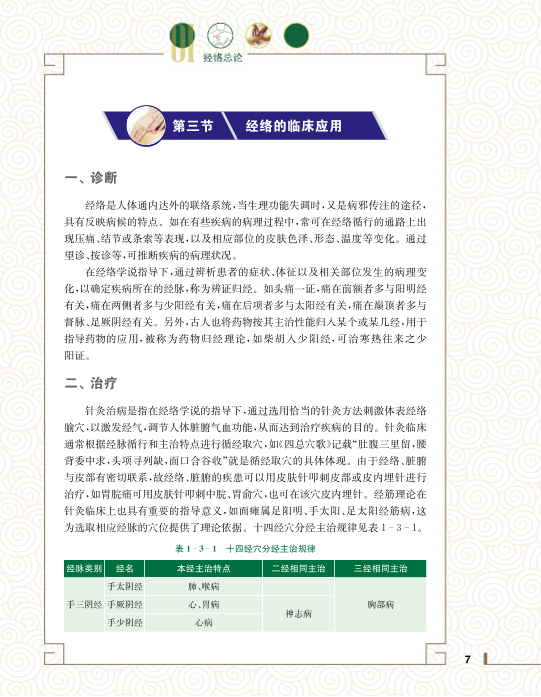 01
经络总论
第三节 经络的临床应用
一、诊断
经络是人体通内达外的联络系统,当生理功能失调时,又是病邪传注的途径,
具有反映病候的特点。如在有些疾病的病理过程中,常可在经络循行的通路上出
现压痛、结节或条索等表现,以及相应部位的皮肤色泽、形态、温度等变化。通过
望诊、按诊等,可推断疾病的病理状况。
在经络学说指导下,通过辨析患者的症状、体征以及相关部位发生的病理变
化,以确定疾病所在的经脉,称为辨证归经。如头痛一证,痛在前额者多与阳明经
有关,痛在两侧者多与少阳经有关,痛在后项者多与太阳经有关,痛在巅顶者多与
督脉、足厥阴经有关。另外,古人也将药物按其主治性能归入某个或某几经,用于
指导药物的应用,被称为药物归经理论,如柴胡入少阳经,可治寒热往来之少
阳证。
二、治疗
针灸治病是指在经络学说的指导下,通过选用恰当的针灸方法刺激体表经络
腧穴,以激发经气,调节人体脏腑气血功能,从而达到治疗疾病的目的。针灸临床
通常根据经脉循行和主治特点进行循经取穴,如《四总穴歌》记载“肚腹三里留,腰
背委中求,头项寻列缺,面口合谷收”就是循经取穴的具体体现。由于经络、脏腑
与皮部有密切联系,故经络、脏腑的疾患可以用皮肤针叩刺皮部或皮内埋针进行
治疗,如胃脘痛可用皮肤针叩刺中脘、胃俞穴,也可在该穴皮内埋针。经筋理论在
针灸临床上也具有重要的指导意义,如面瘫属足阳明、手太阳、足太阳经筋病,这
为选取相应经脉的穴位提供了理论依据。十四经穴分经主治规律见表 1-3-1。
表 1-3-1 十四经穴分经主治规律
经脉类别 经名 本经主治特点 二经相同主治 三经相同主治
手太阴经 肺、喉病
手三阴经 手厥阴经 心、胃病 神志病 胸部病
手少阴经 心病
7